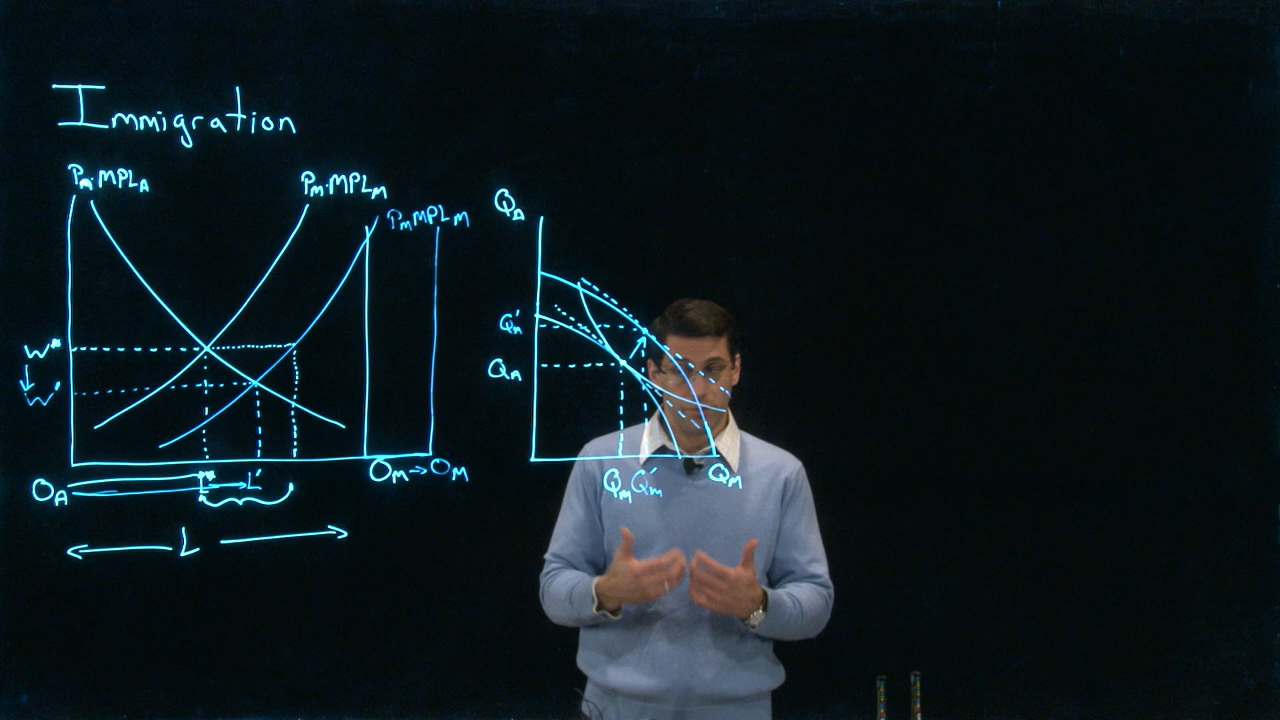 Immigration
P_A·MPL_A
P_M·MPL_M
P_M MPL_M
W*
↓
W'
O_A
L*
L'
O_M → O_M
L
Q_A
Q_A'
Q_A
Q_M
Q_M'
Q_M